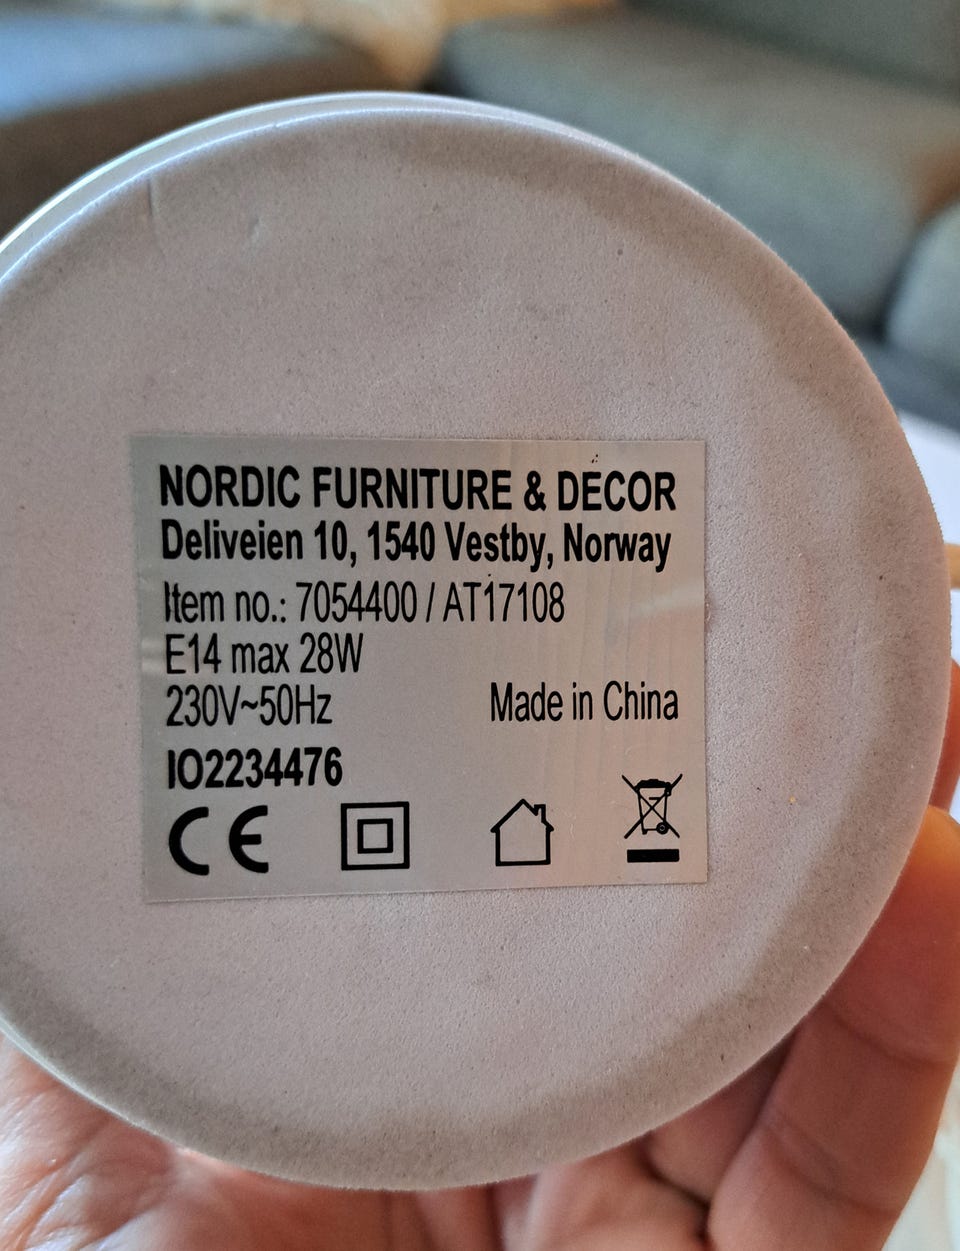 NORDIC FURNITURE & DECOR
Deliveien 10, 1540 Vestby, Norway
Item no.: 7054400 / AT17108
E14 max 28W
230V~50Hz
Made in China
IO2234476
CE